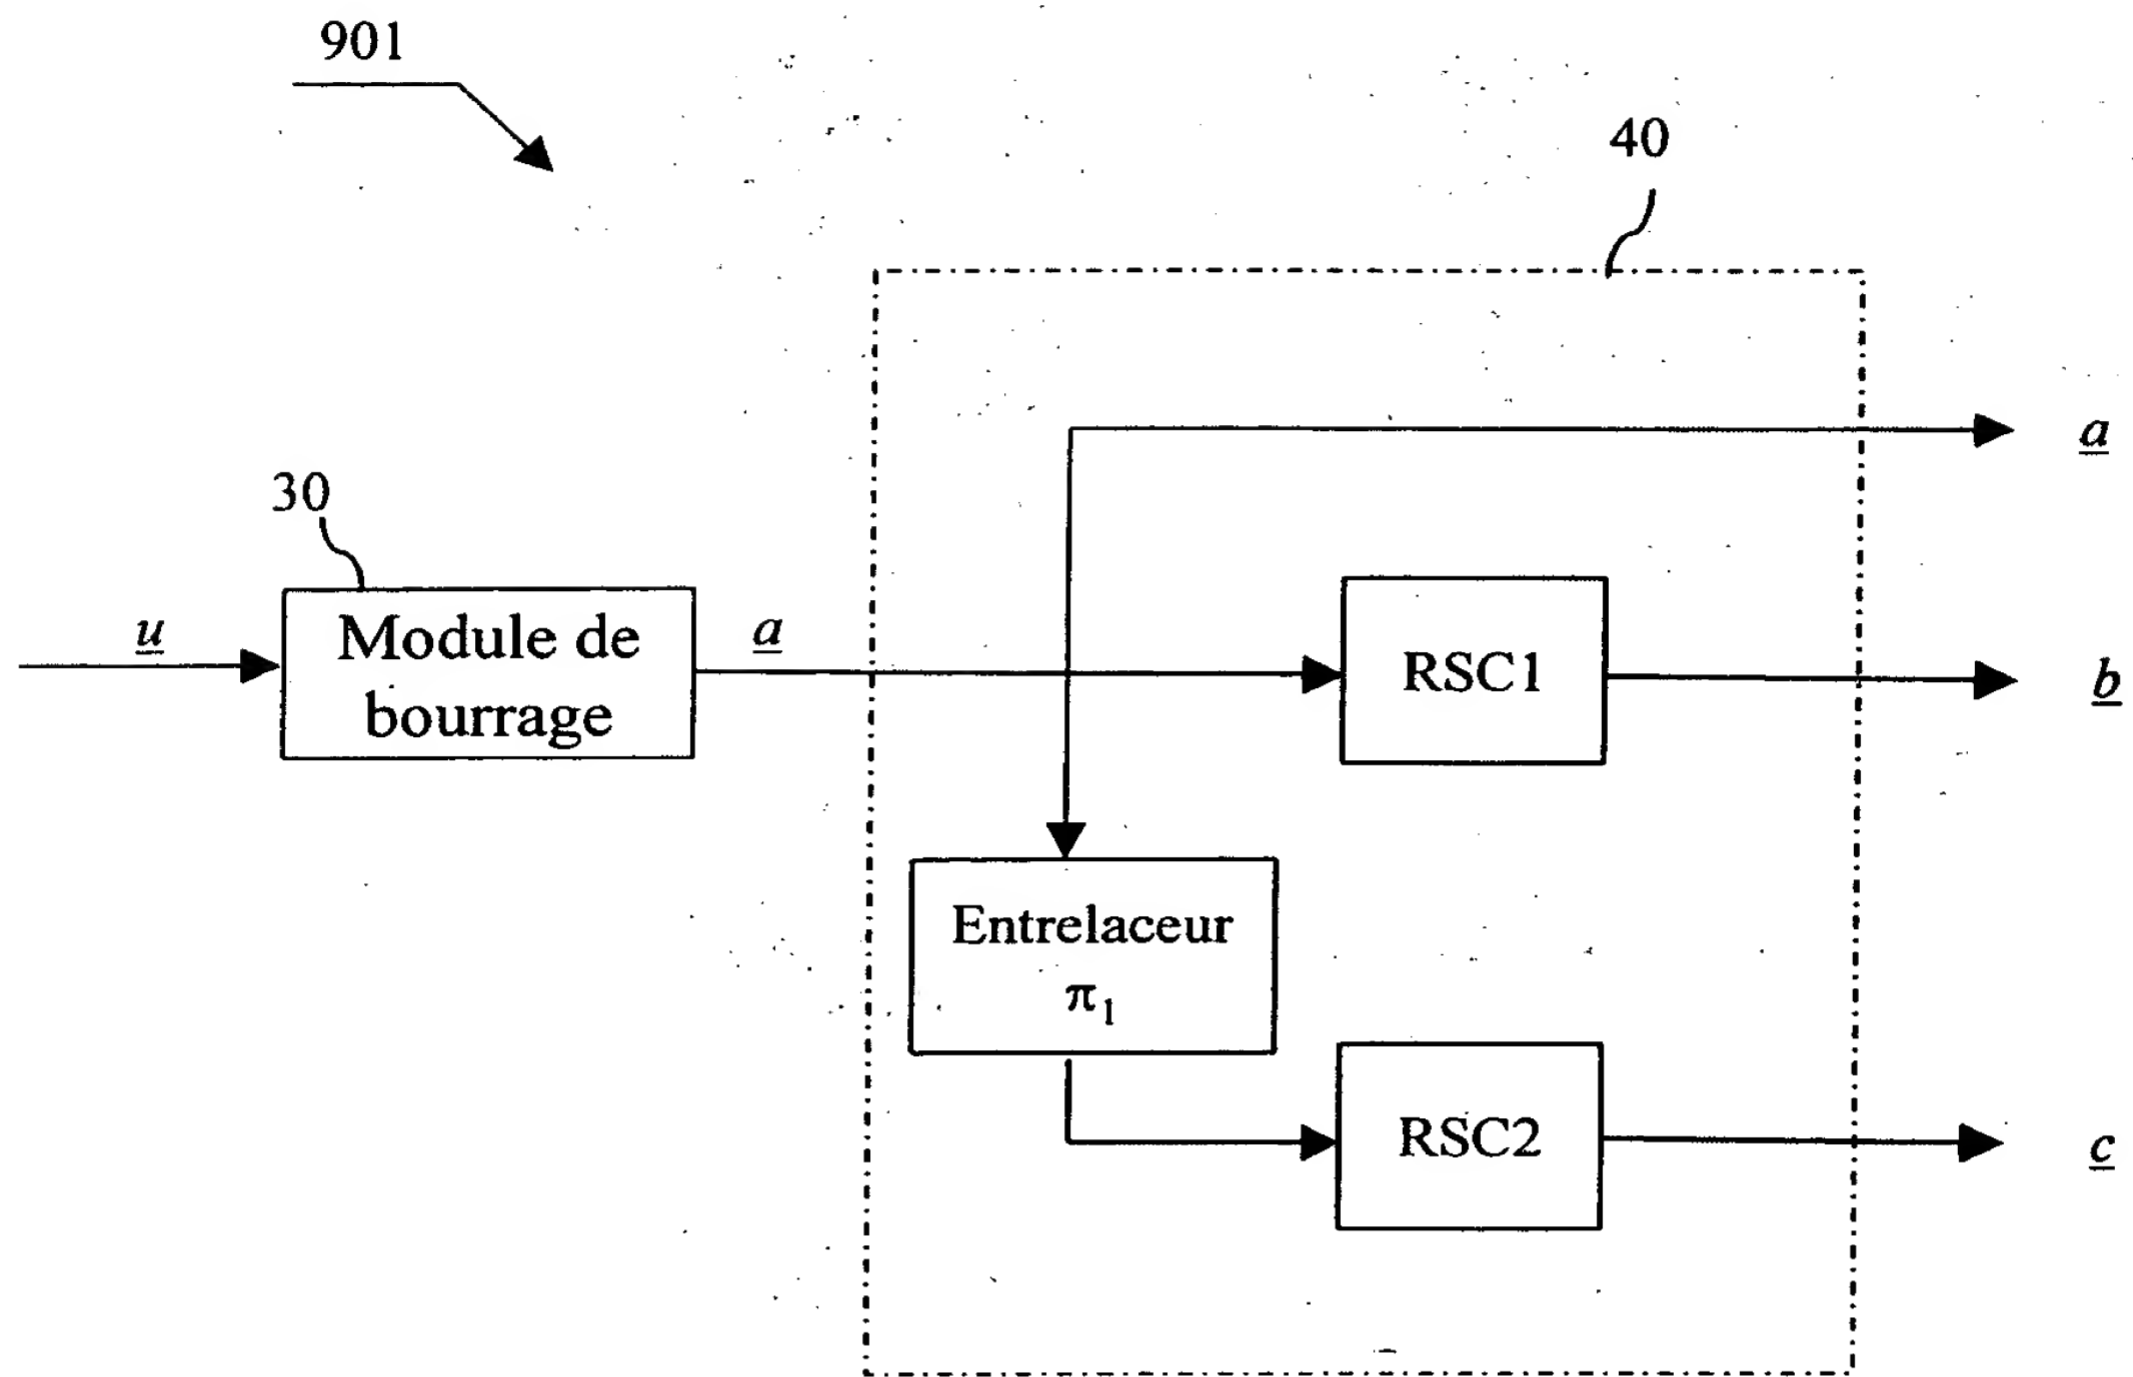 901
40
a
30
u
Module de
bourrage
a
RSC1
b
Entrelaceur
π1
RSC2
c